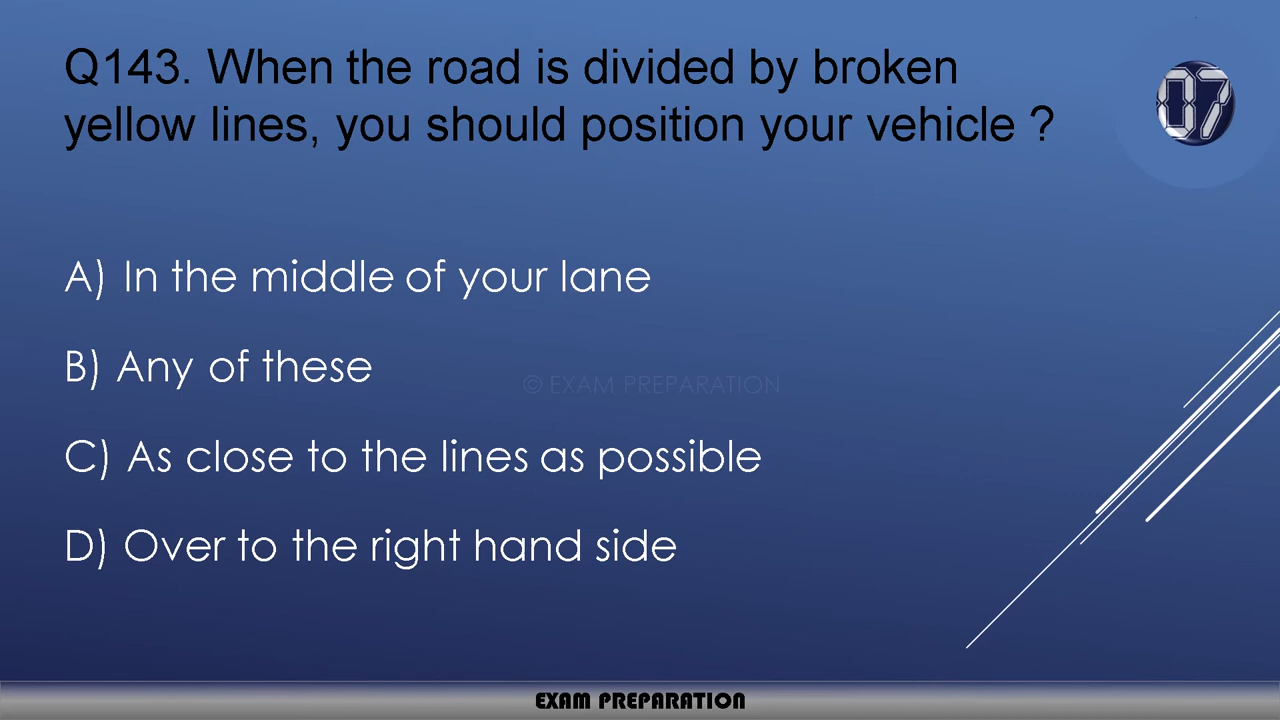 Q143. When the road is divided by broken
yellow lines, you should position your vehicle ?
07
A) In the middle of your lane
B) Any of these
© EXAM PREPARATION
C) As close to the lines as possible
D) Over to the right hand side
EXAM PREPARATION